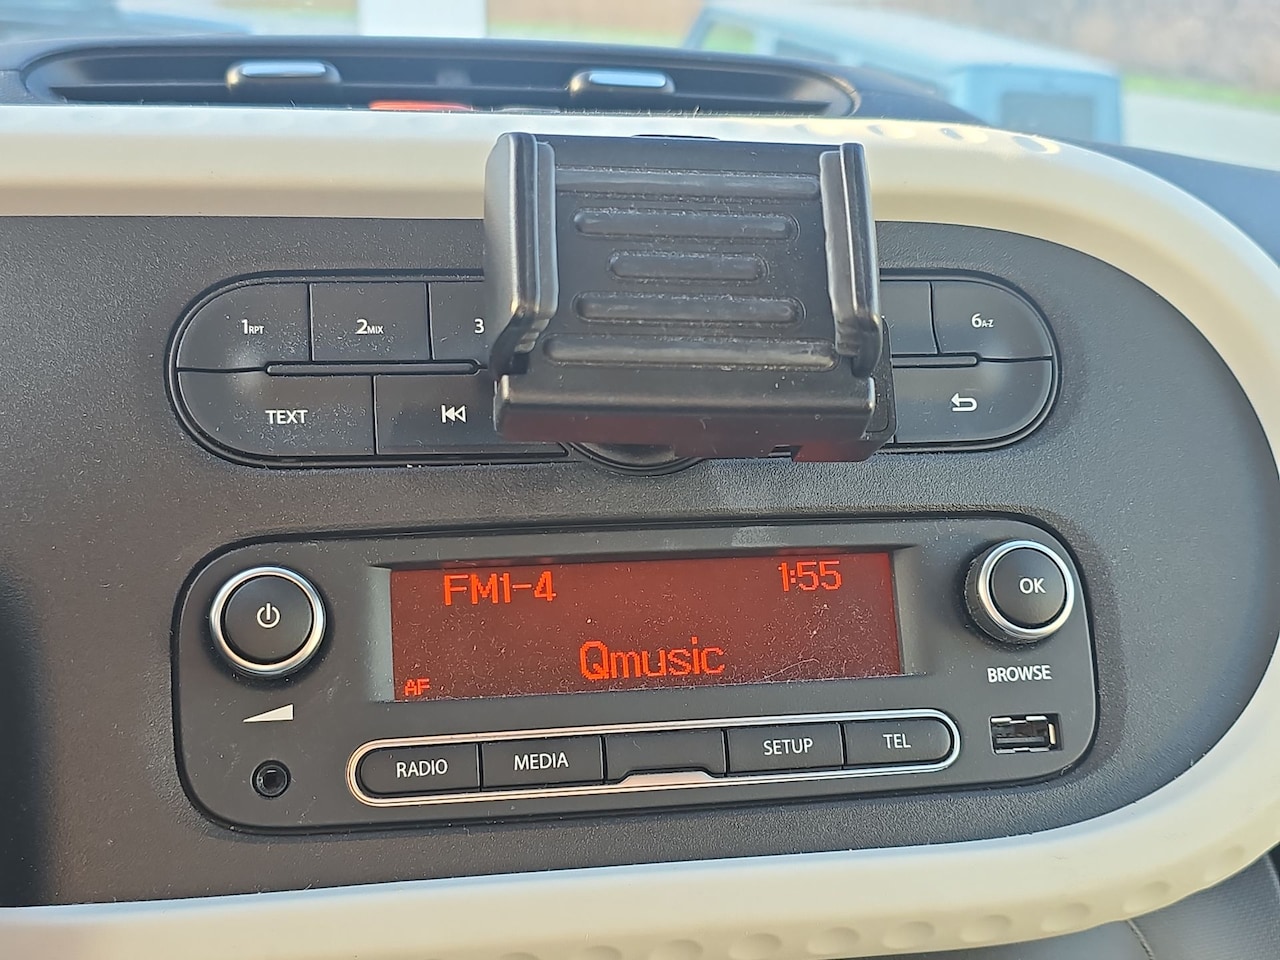 1RPT 2MIX 3 6A-Z
TEXT
FM1-4 1:55
Qmusic
AF
OK
BROWSE
RADIO MEDIA SETUP TEL